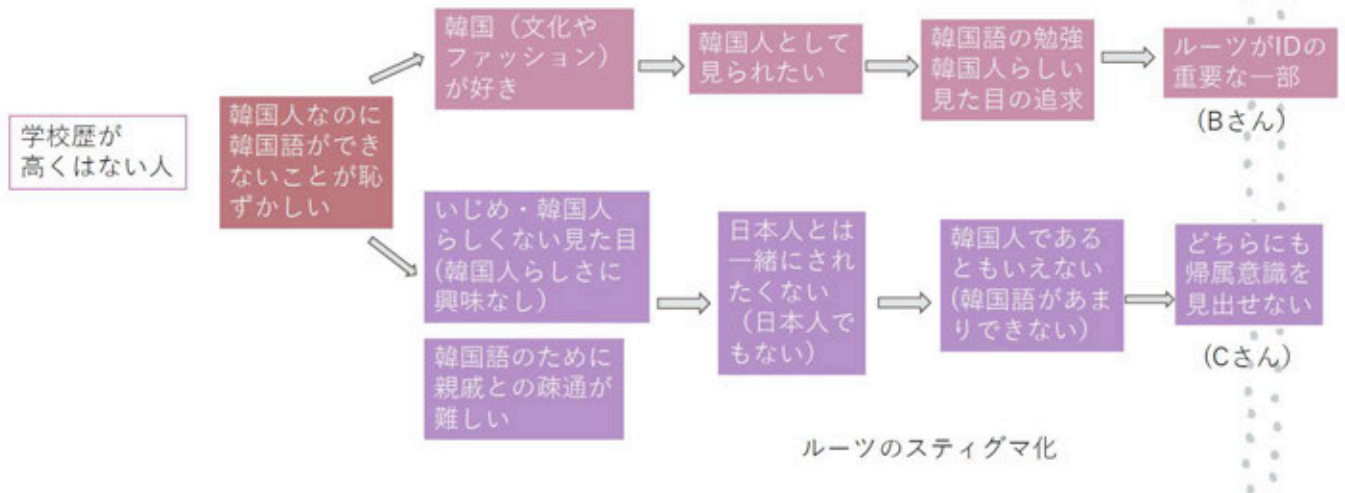 学校歴が
高くはない人
韓国人なのに
韓国語ができ
ないことが恥
ずかしい
韓国（文化や
ファッション）
が好き
韓国人として
見られたい
韓国語の勉強
韓国人らしい
見た目の追求
ルーツがIDの
重要な一部
(Bさん)
いじめ・韓国人
らしくない見た目
(韓国人らしさに
興味なし)
韓国語のために
親戚との疎通が
難しい
日本人とは
一緒にされ
たくない
（日本人で
もない）
韓国人である
ともいえない
(韓国語があま
りできない)
どちらにも
帰属意識を
見出せない
(Cさん)
ルーツのスティグマ化